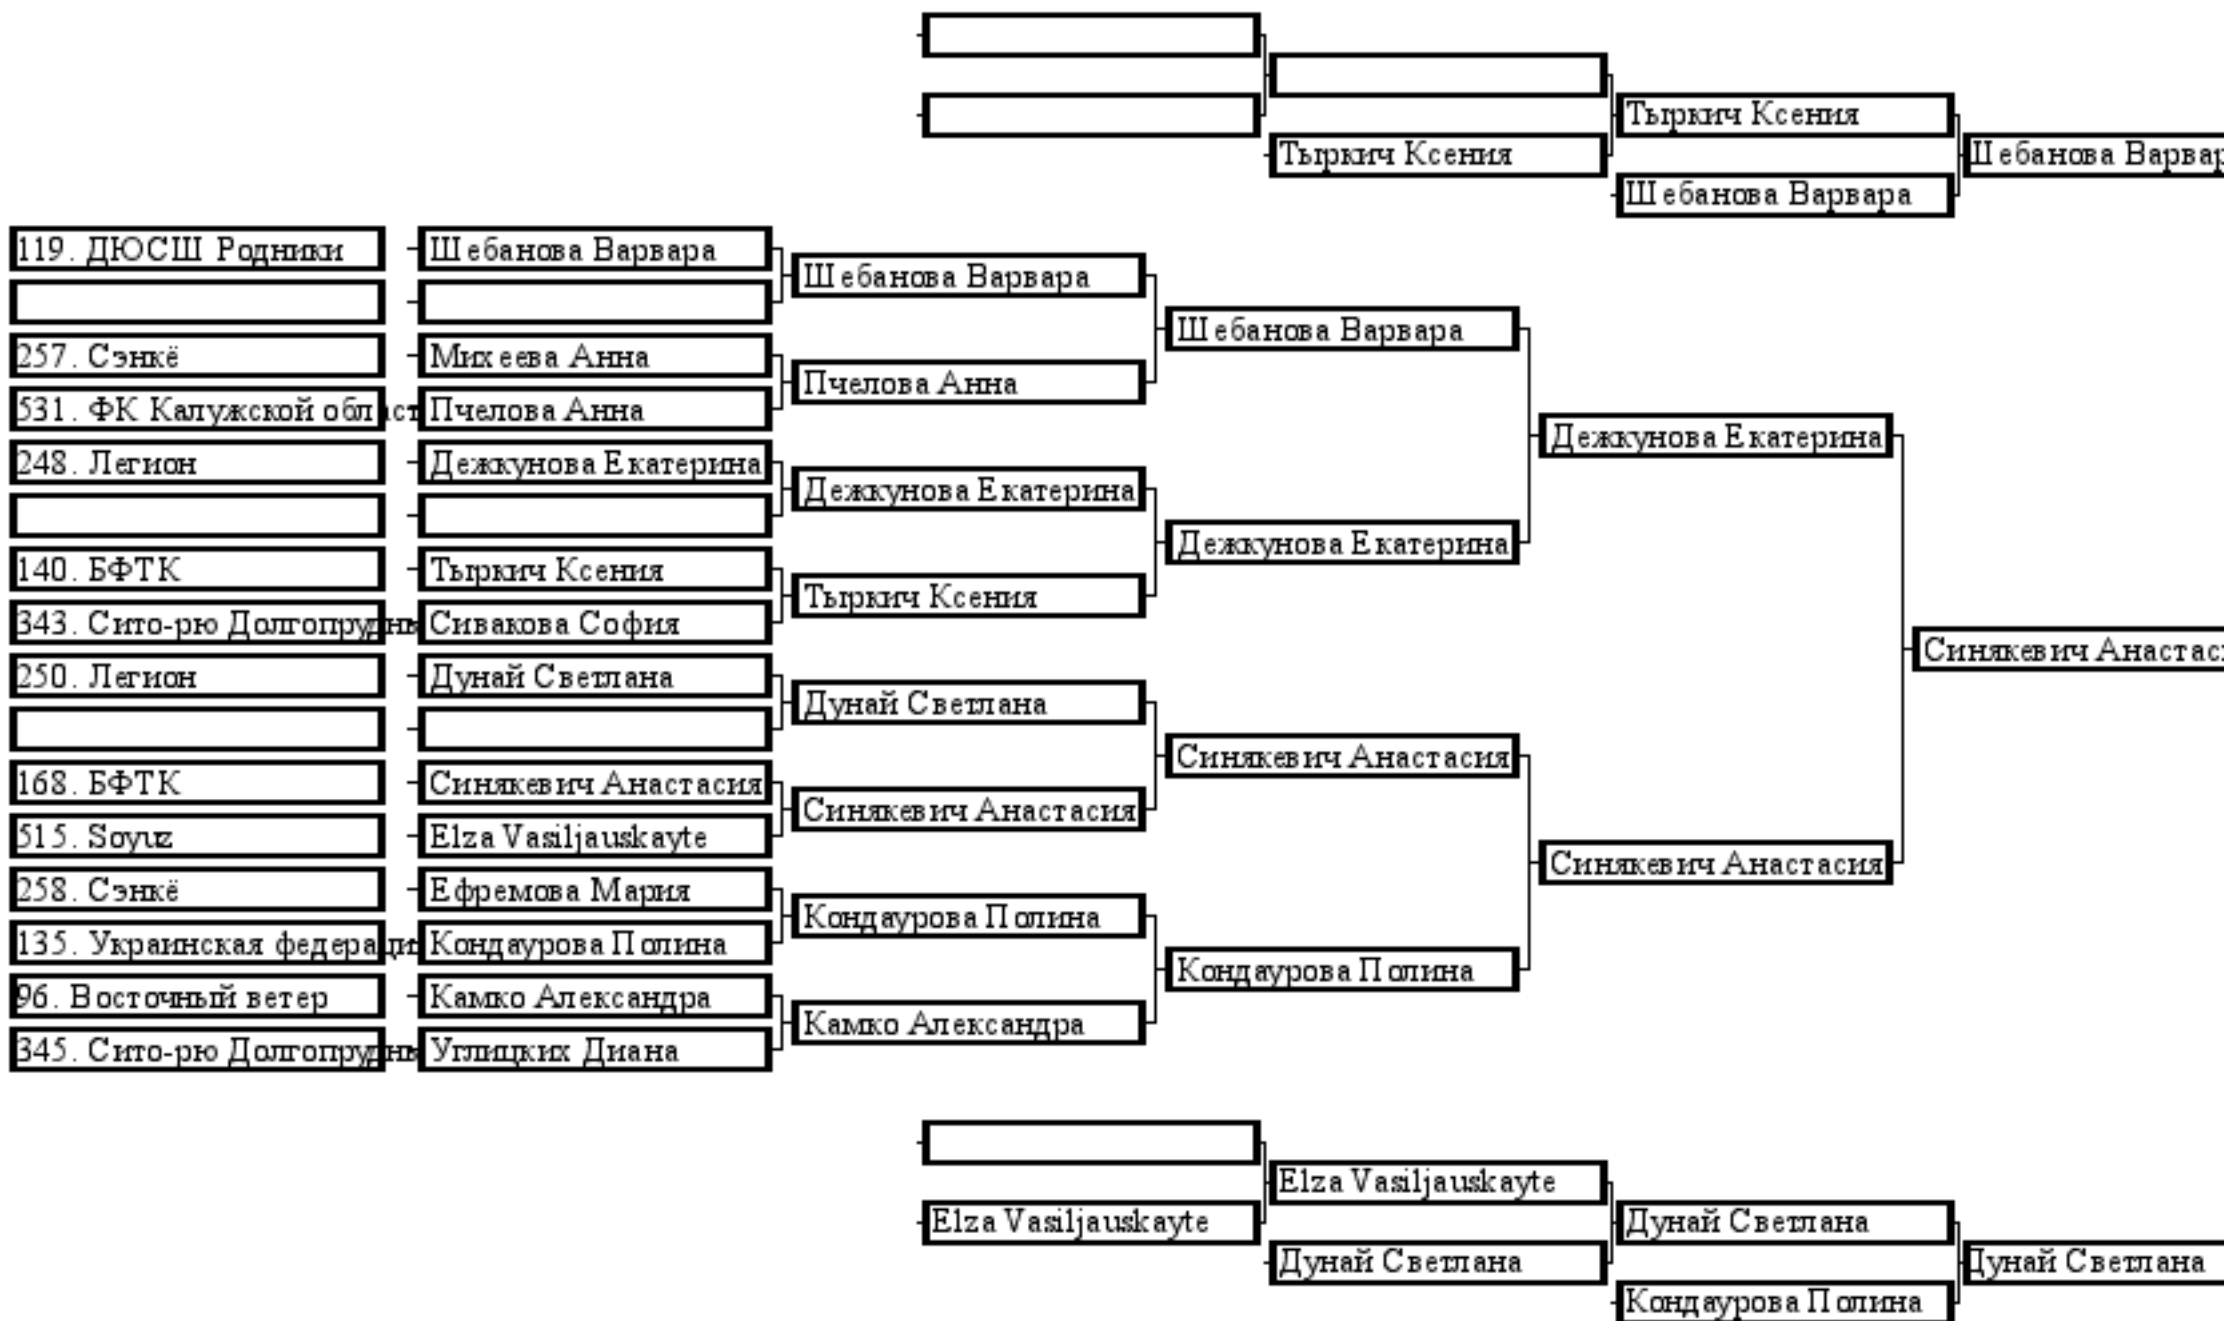 Тыркич Ксения
Тыркич Ксения
Шебанова Варвар
Шебанова Варвара
119. ДЮСШ Родники
Шебанова Варвара
Шебанова Варвара
Шебанова Варвара
257. Сэнкё
Михеева Анна
Пчелова Анна
531. ФК Калужской област
Пчелова Анна
Дежкунова Екатерина
248. Легион
Дежкунова Екатерина
Дежкунова Екатерина
Дежкунова Екатерина
140. БФТК
Тыркич Ксения
Тыркич Ксения
343. Сито-рю Долгопрудн
Сивакова София
Синякевич Анастас
250. Легион
Дунай Светлана
Дунай Светлана
Синякевич Анастасия
168. БФТК
Синякевич Анастасия
Синякевич Анастасия
515. Soyuz
Elza Vasiljauskayte
Синякевич Анастасия
258. Сэнкё
Ефремова Мария
Кондаурова Полина
135. Украинская федераци
Кондаурова Полина
Кондаурова Полина
96. Восточный ветер
Камко Александра
Камко Александра
345. Сито-рю Долгопрудн
Углицких Диана
Elza Vasiljauskayte
Elza Vasiljauskayte
Дунай Светлана
Дунай Светлана
Дунай Светлана
Кондаурова Полина